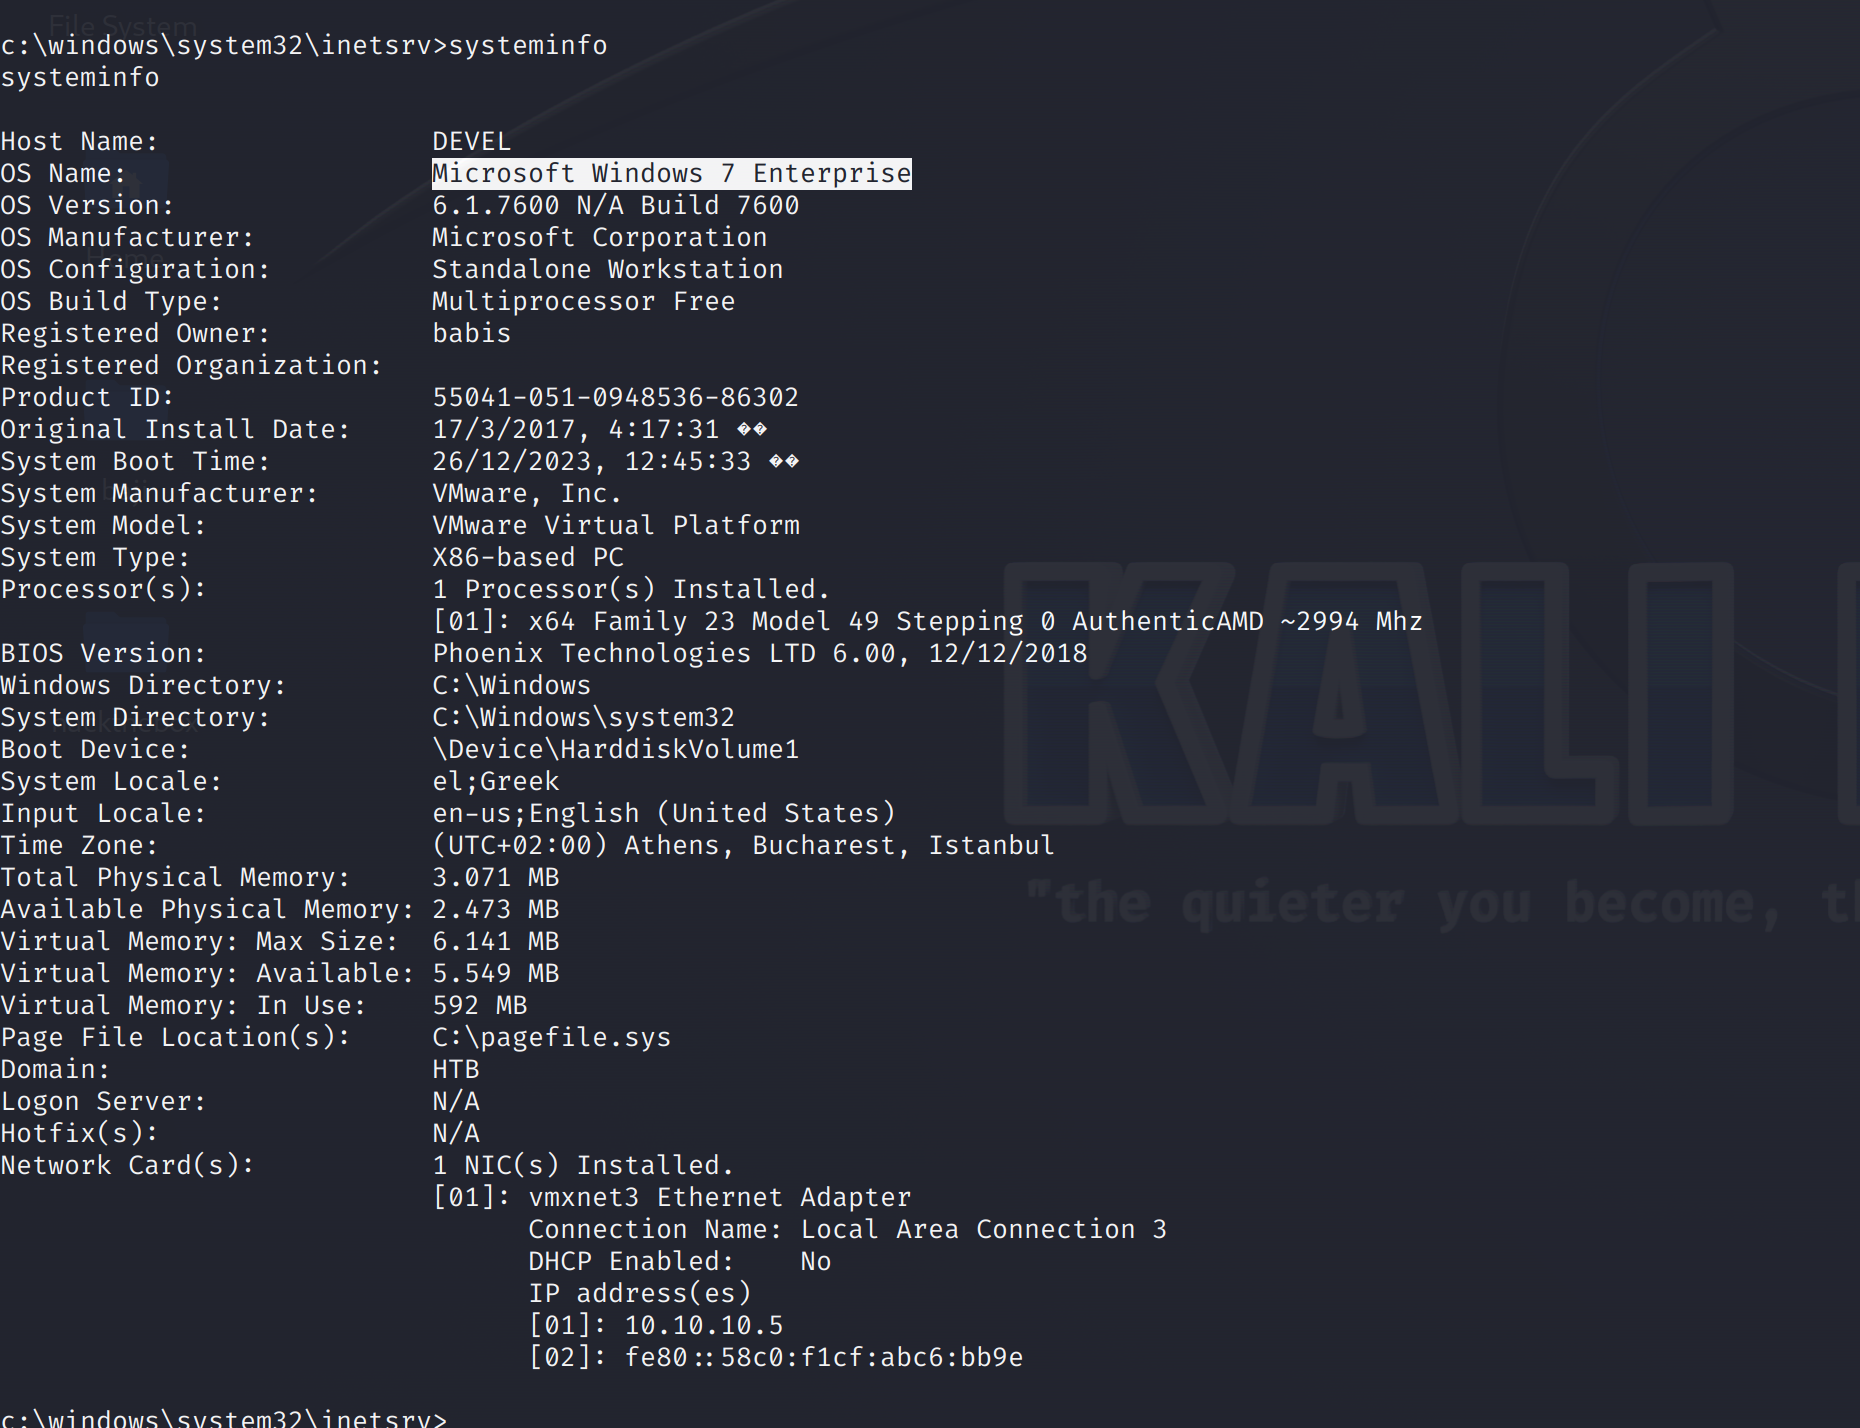 File System
c:\windows\system32\inetsrv>systeminfo
systeminfo
Host Name: DEVEL
OS Name: Microsoft Windows 7 Enterprise
OS Version: 6.1.7600 N/A Build 7600
OS Manufacturer: Microsoft Corporation
Home
OS Configuration: Standalone Workstation
OS Build Type: Multiprocessor Free
Registered Owner: babis
Registered Organization:
Product ID: 55041-051-0948536-86302
Original Install Date: 17/3/2017, 4:17:31 ��
System Boot Time: 26/12/2023, 12:45:33 ��
System Manufacturer: VMware, Inc.
System Model: VMware Virtual Platform
System Type: X86-based PC
Processor(s): 1 Processor(s) Installed.
[01]: x64 Family 23 Model 49 Stepping 0 AuthenticAMD ~2994 Mhz
BIOS Version: Phoenix Technologies LTD 6.00, 12/12/2018
Windows Directory: C:\Windows
System Directory: C:\Windows\system32
hackthebox
Boot Device: \Device\HarddiskVolume1
System Locale: el;Greek
KALI
Input Locale: en-us;English (United States)
Time Zone: (UTC+02:00) Athens, Bucharest, Istanbul
Total Physical Memory: 3.071 MB
Available Physical Memory: 2.473 MB
"the quieter you become,
Virtual Memory: Max Size: 6.141 MB
Virtual Memory: Available: 5.549 MB
Virtual Memory: In Use: 592 MB
Page File Location(s): C:\pagefile.sys
Domain: HTB
Logon Server: N/A
Hotfix(s): N/A
Network Card(s): 1 NIC(s) Installed.
[01]: vmxnet3 Ethernet Adapter
Connection Name: Local Area Connection 3
DHCP Enabled: No
IP address(es)
[01]: 10.10.10.5
[02]: fe80::58c0:f1cf:abc6:bb9e
c:\windows\system32\inetsrv>